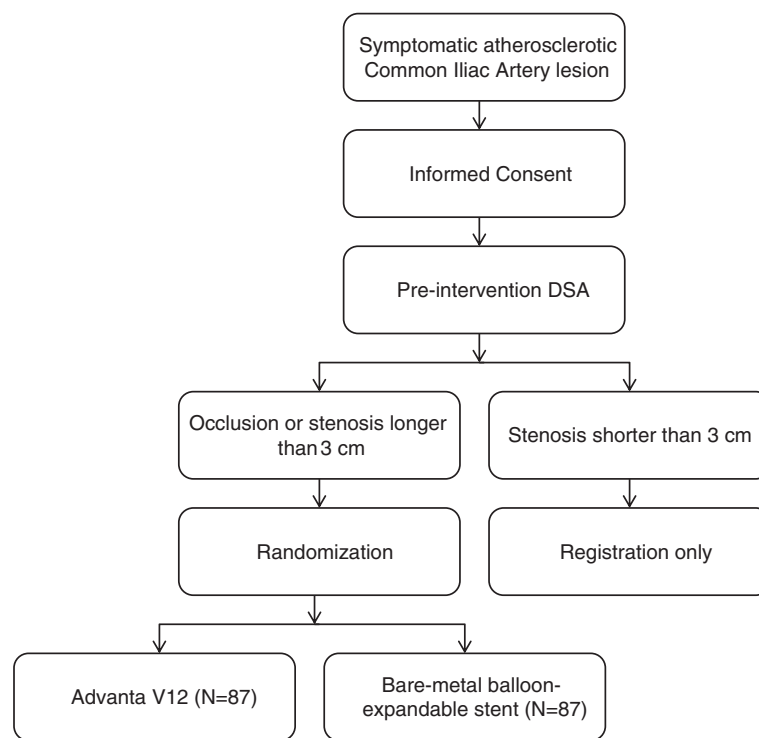 Symptomatic atherosclerotic
Common Iliac Artery lesion
Informed Consent
Pre-intervention DSA
Occlusion or stenosis longer
than 3 cm
Stenosis shorter than 3 cm
Randomization
Registration only
Advanta V12 (N=87)
Bare-metal balloon-
expandable stent (N=87)